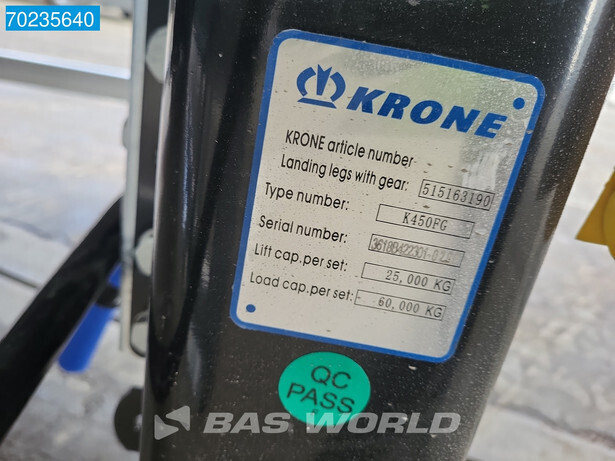 70235640
KRONE
KRONE article number
Landing legs with gear: 515163190
Type number: K450FG
Serial number:
Lift cap.per set: 25,000 KG
Load cap.per set: 60,000 KG
QC
PASS
BAS WORLD